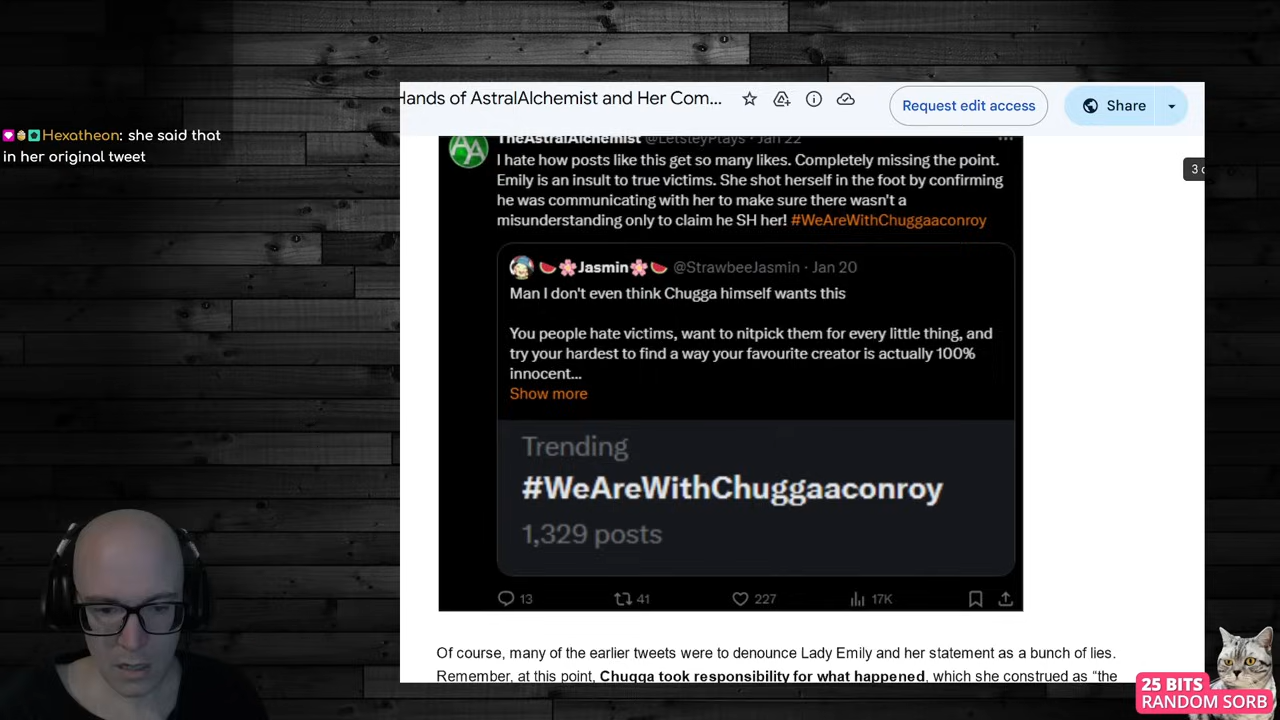 Hands of AstralAlchemist and Her Com...
Request edit access
Share
Hexatheon: she said that
in her original tweet
TheAstralAlchemist @LetsleyPlays · Jan 22
3
I hate how posts like this get so many likes. Completely missing the point.
Emily is an insult to true victims. She shot herself in the foot by confirming
he was communicating with her to make sure there wasn't a
misunderstanding only to claim he SH her! #WeAreWithChuggaaconroy
Jasmin @StrawbeeJasmin · Jan 20
Man I don't even think Chugga himself wants this
You people hate victims, want to nitpick them for every little thing, and
try your hardest to find a way your favourite creator is actually 100%
innocent...
Show more
Trending
#WeAreWithChuggaaconroy
1,329 posts
13 41 227 17K
Of course, many of the earlier tweets were to denounce Lady Emily and her statement as a bunch of lies.
Remember, at this point, Chugga took responsibility for what happened, which she construed as "the
25 BITS
RANDOM SORB